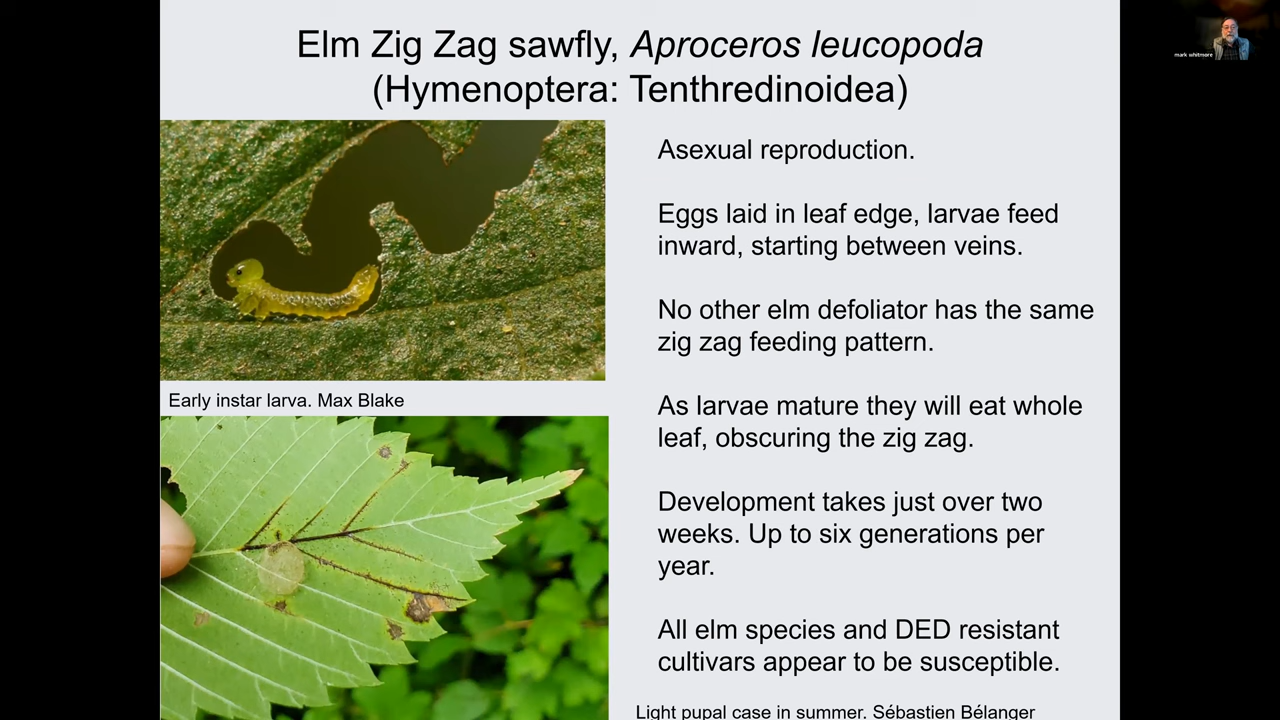 Elm Zig Zag sawfly, Aproceros leucopoda
(Hymenoptera: Tenthredinoidea)
mark whitmore
Asexual reproduction.
Eggs laid in leaf edge, larvae feed
inward, starting between veins.
No other elm defoliator has the same
zig zag feeding pattern.
Early instar larva. Max Blake
As larvae mature they will eat whole
leaf, obscuring the zig zag.
Development takes just over two
weeks. Up to six generations per
year.
All elm species and DED resistant
cultivars appear to be susceptible.
Light pupal case in summer. Sébastien Bélanger